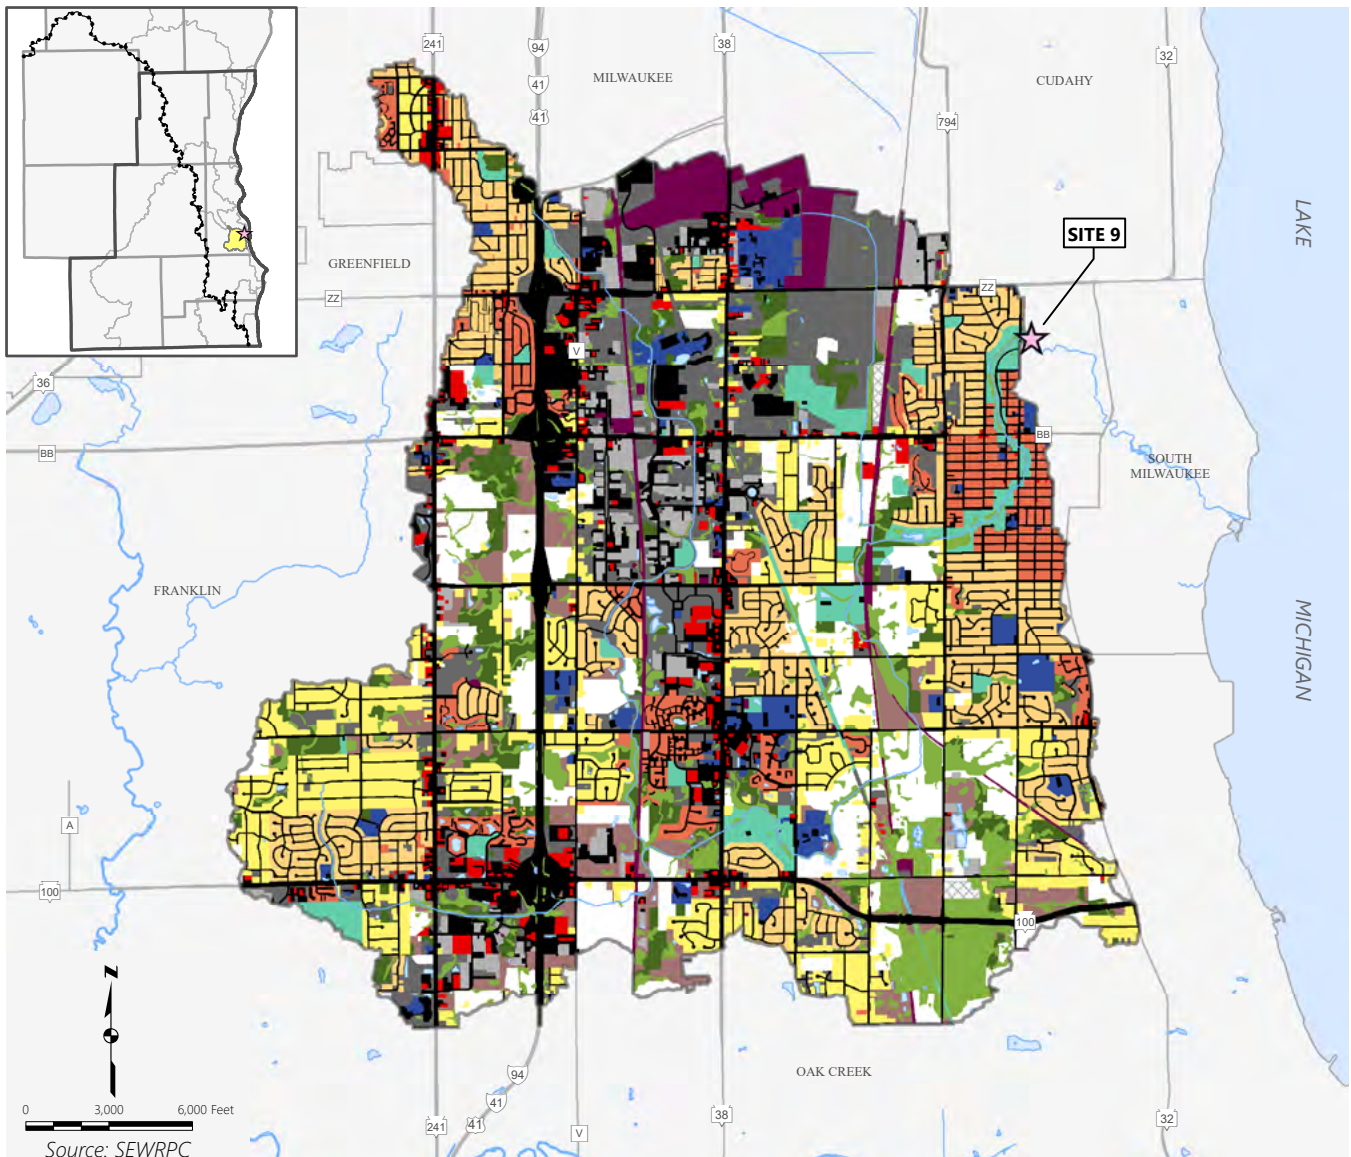 241
94
41
41
38
MILWAUKEE
CUDAHY
32
794
LAKE
SITE 9
GREENFIELD
ZZ
ZZ
V
36
BB
BB
SOUTH
MILWAUKEE
FRANKLIN
MICHIGAN
A
100
100
N
OAK CREEK
94
41
41
241
V
38
32
0 3,000 6,000 Feet
Source: SEWRPC